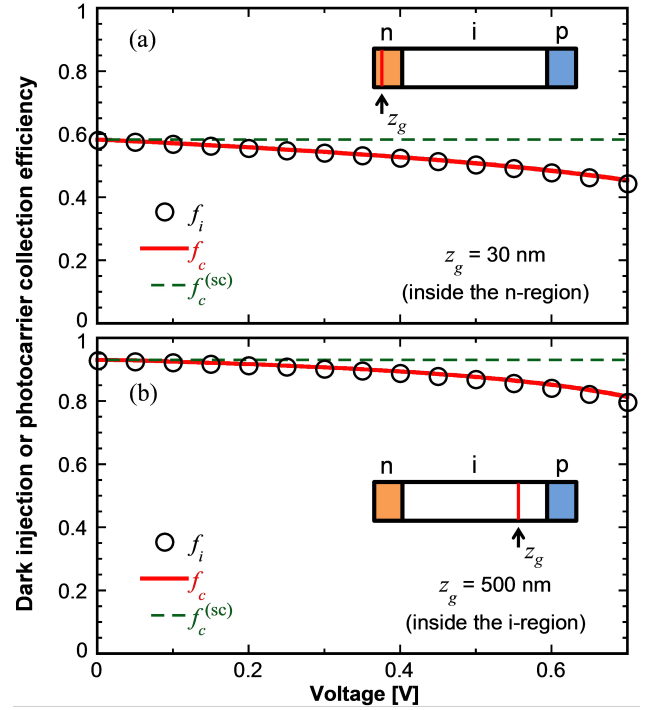 Dark injection or photocarrier collection efficiency
1
0.8
0.6
0.4
0.2
0
(a)
n i p
z_g
f_i
f_c
f_c^(sc)
z_g = 30 nm
(inside the n-region)
1
0.8
0.6
0.4
0.2
0
(b)
n i p
z_g
f_i
f_c
f_c^(sc)
z_g = 500 nm
(inside the i-region)
0 0.2 0.4 0.6
Voltage [V]